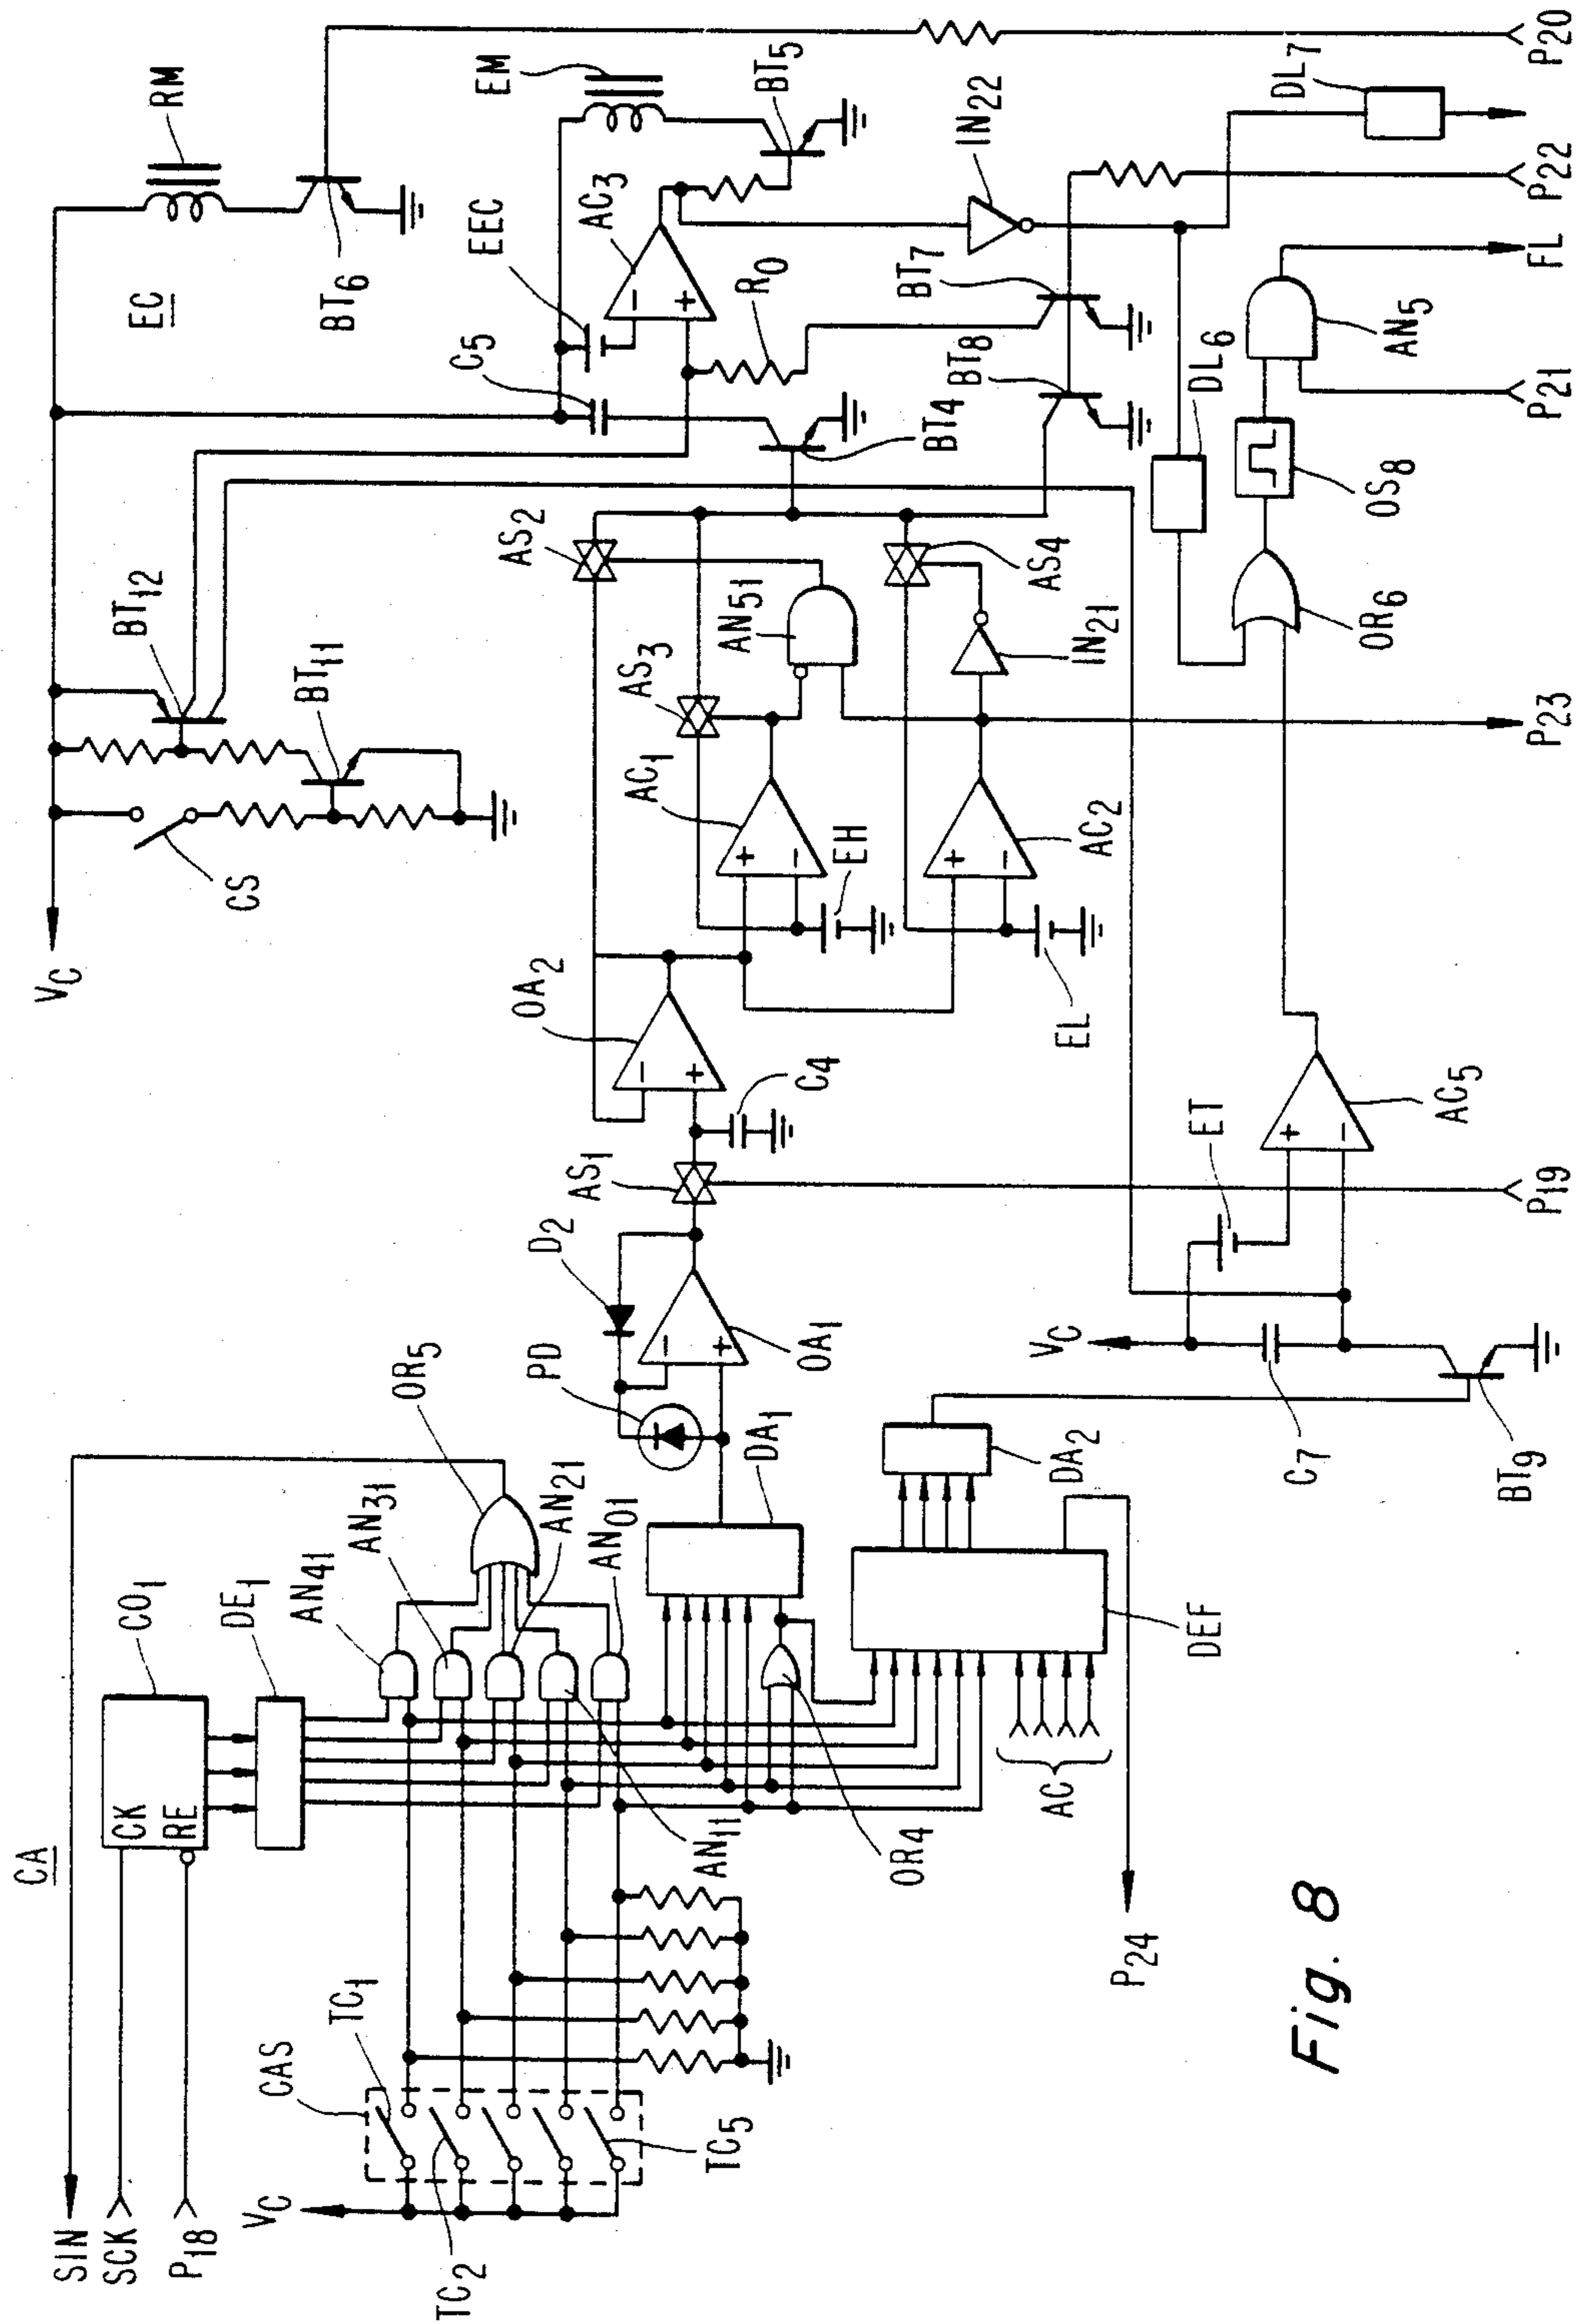 SIN
SCK
P18
CA
CK
RE
CO1
DE1
VC
CAS
TC1
TC2
TC5
AN41
AN31
AN21
AN01
AN11
OR5
OR4
DA1
DA2
DEF
AC
P24
PD
D2
OA1
AS1
C4
OA2
VC
C7
BT9
ET
AC5
P19
VC
CS
BT11
BT12
EC
RM
BT6
EM
BT5
EEC
AC3
C5
R0
BT4
AS2
AS3
AS4
AN51
IN21
AC1
AC2
EH
EL
+
−
+
−
+
−
+
−
−
+
+
−
BT7
BT8
IN22
DL6
DL7
OR6
OS8
AN5
P23
P21
FL
P22
P20
Fig. 8